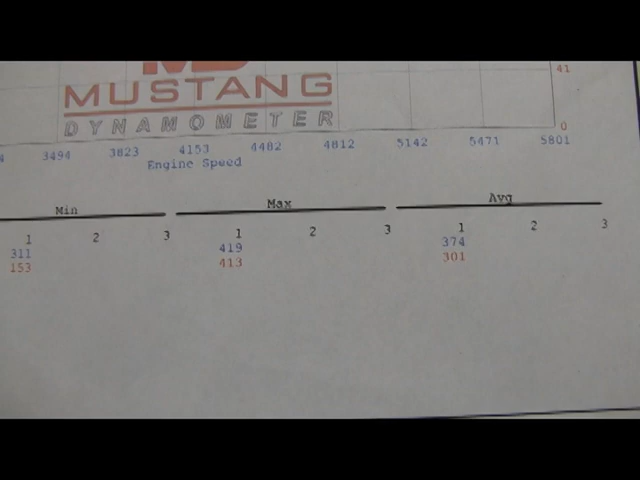 41
MUSTANG
DYNAMOMETER
0
4 3494 3823 4153 4482 4812 5142 5471 5801
Engine Speed
Min Max Avg
1 2 3 1 2 3 1 2 3
311 419 374
153 413 301